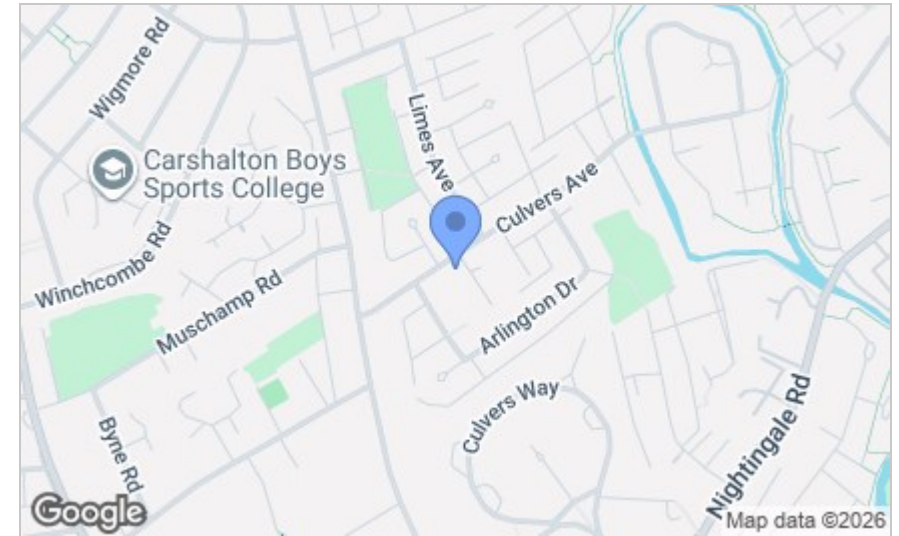 Wigmore Rd
Limes Ave
Carshalton Boys
Sports College
Culvers Ave
Winchcombe Rd
Muschamp Rd
Arlington Dr
Culvers Way
Byne Rd
Nightingale Rd
Google
Map data ©2026